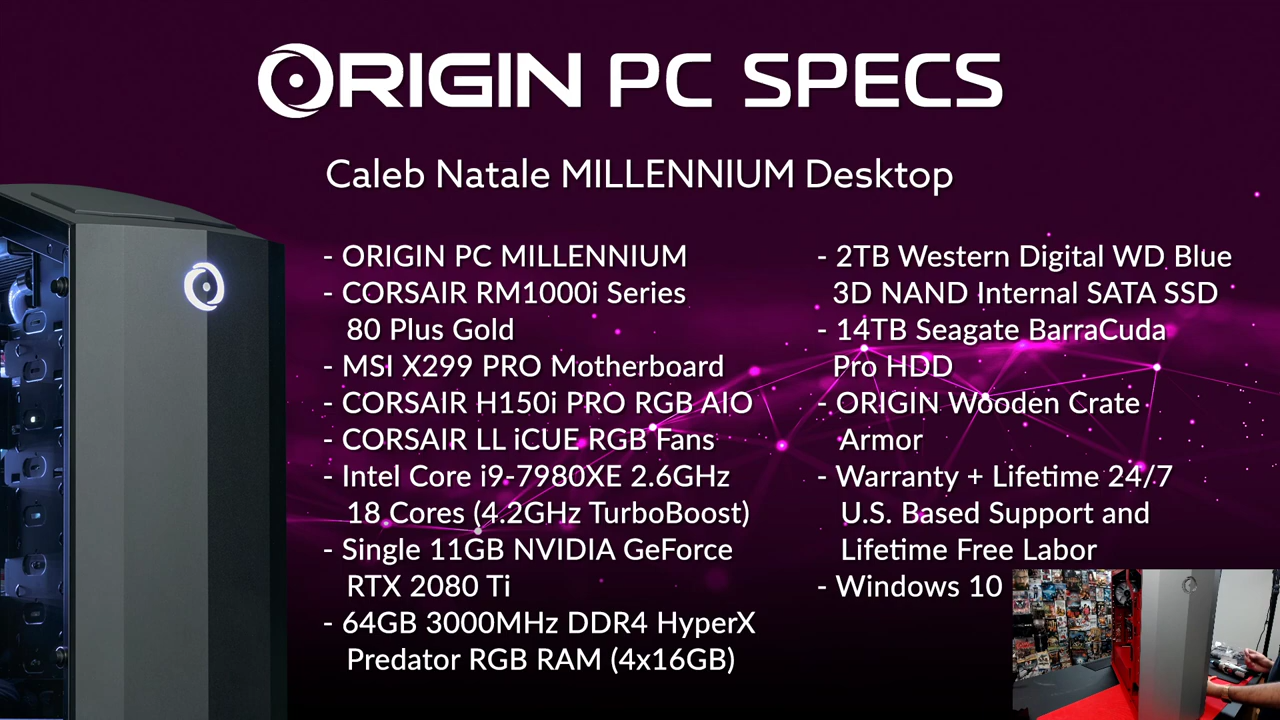 ORIGIN PC SPECS
Caleb Natale MILLENNIUM Desktop
- ORIGIN PC MILLENNIUM
- CORSAIR RM1000i Series
80 Plus Gold
- MSI X299 PRO Motherboard
- CORSAIR H150i PRO RGB AIO
- CORSAIR LL iCUE RGB Fans
- Intel Core i9-7980XE 2.6GHz
18 Cores (4.2GHz TurboBoost)
- Single 11GB NVIDIA GeForce
RTX 2080 Ti
- 64GB 3000MHz DDR4 HyperX
Predator RGB RAM (4x16GB)
- 2TB Western Digital WD Blue
3D NAND Internal SATA SSD
- 14TB Seagate BarraCuda
Pro HDD
- ORIGIN Wooden Crate
Armor
- Warranty + Lifetime 24/7
U.S. Based Support and
Lifetime Free Labor
- Windows 10